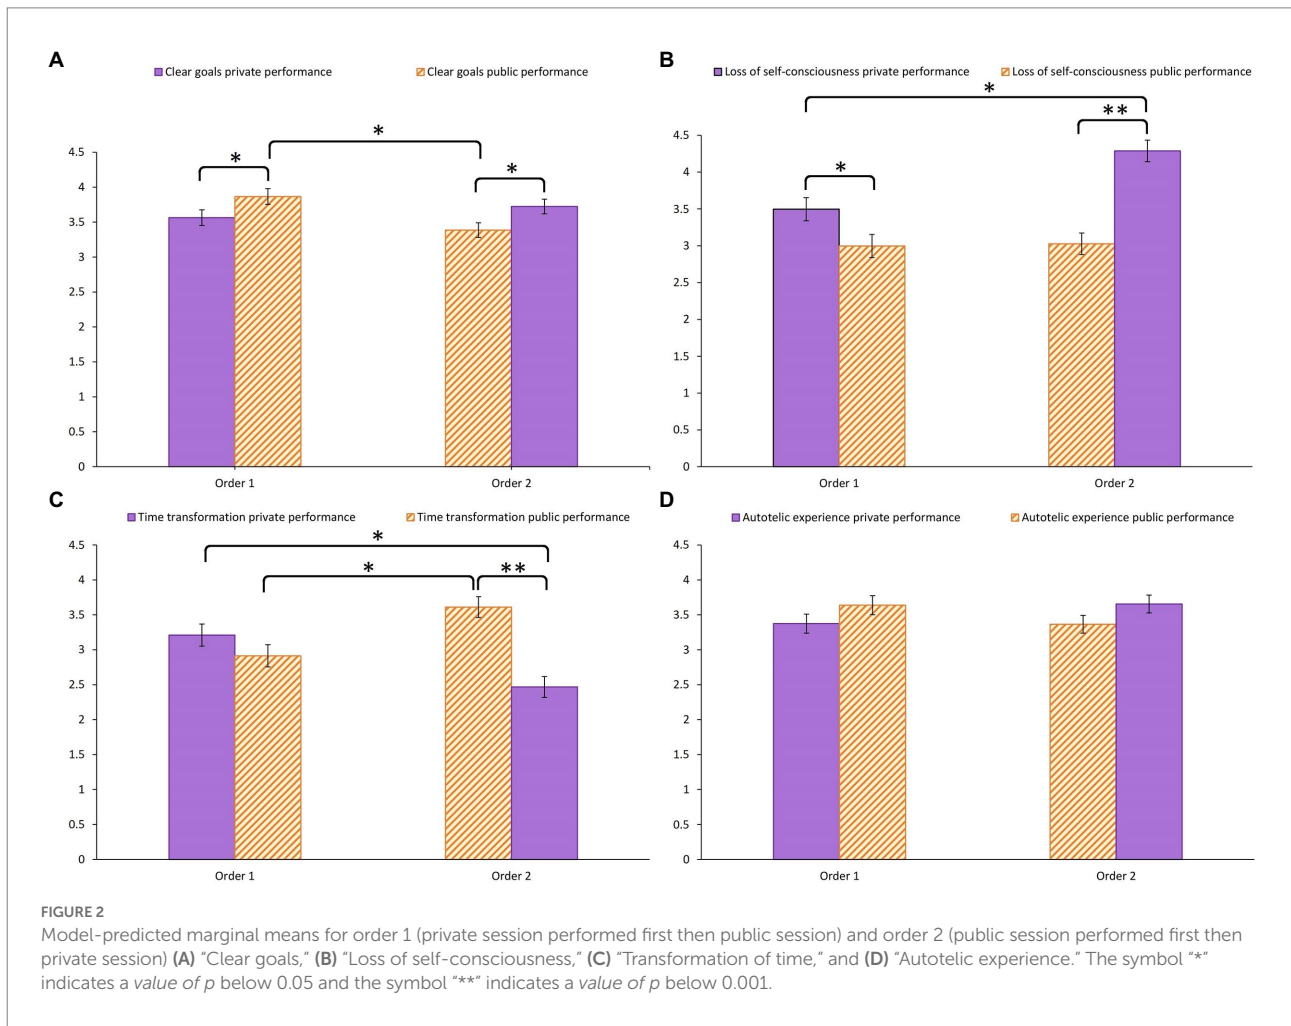 A
Clear goals private performance
Clear goals public performance
*
*
*
4.5
4
3.5
3
2.5
2
1.5
1
0.5
0
Order 1
Order 2
B
Loss of self-consciousness private performance
Loss of self-consciousness public performance
*
**
*
4.5
4
3.5
3
2.5
2
1.5
1
0.5
0
Order 1
Order 2
C
Time transformation private performance
Time transformation public performance
*
*
**
4.5
4
3.5
3
2.5
2
1.5
1
0.5
0
Order 1
Order 2
D
Autotelic experience private performance
Autotelic experience public performance
4.5
4
3.5
3
2.5
2
1.5
1
0.5
0
Order 1
Order 2
FIGURE 2
Model-predicted marginal means for order 1 (private session performed first then public session) and order 2 (public session performed first then
private session) (A) “Clear goals,” (B) “Loss of self-consciousness,” (C) “Transformation of time,” and (D) “Autotelic experience.” The symbol “*”
indicates a value of p below 0.05 and the symbol “**” indicates a value of p below 0.001.